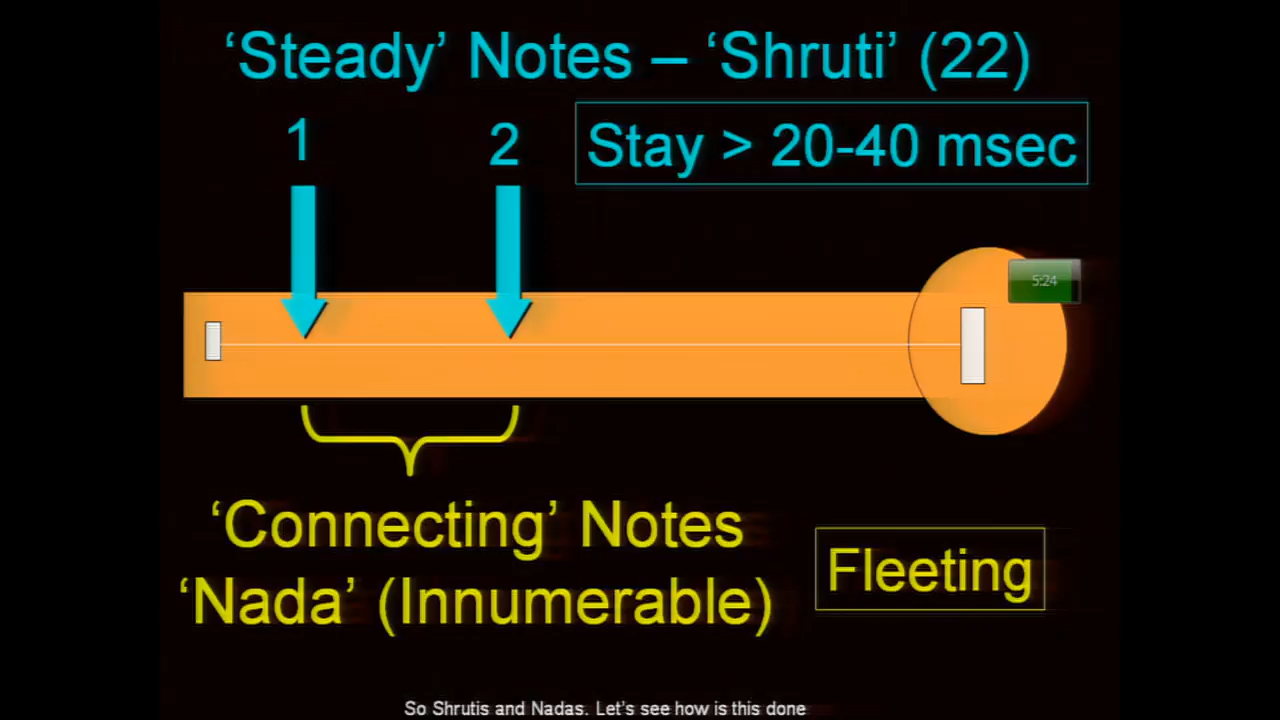 ‘Steady’ Notes – ‘Shruti’ (22)
1
2
Stay > 20-40 msec
5:24
‘Connecting’ Notes
‘Nada’ (Innumerable)
Fleeting
So Shrutis and Nadas. Let's see how is this done